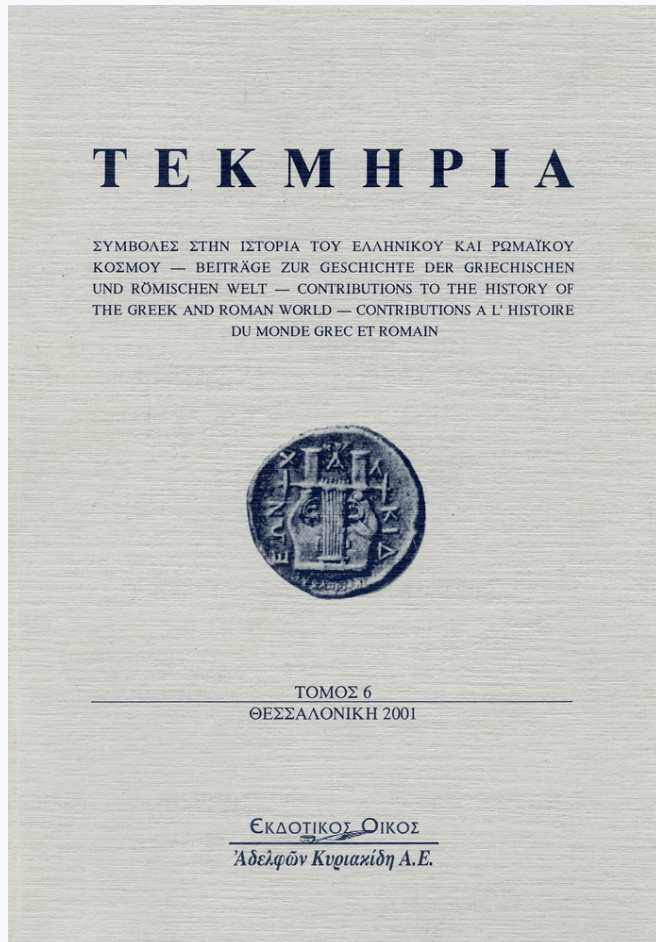 ΤΕΚΜΗΡΙΑ
ΣΥΜΒΟΛΕΣ ΣΤΗΝ ΙΣΤΟΡΙΑ ΤΟΥ ΕΛΛΗΝΙΚΟΥ ΚΑΙ ΡΩΜΑΪΚΟΥ
ΚΟΣΜΟΥ — BEITRÄGE ZUR GESCHICHTE DER GRIECHISCHEN
UND RÖMISCHEN WELT — CONTRIBUTIONS TO THE HISTORY OF
THE GREEK AND ROMAN WORLD — CONTRIBUTIONS A L' HISTOIRE
DU MONDE GREC ET ROMAIN
ΤΟΜΟΣ 6
ΘΕΣΣΑΛΟΝΙΚΗ 2001
ΕΚΔΟΤΙΚΟΣ ΟΙΚΟΣ
Ἀδελφῶν Κυριακίδη Α.Ε.